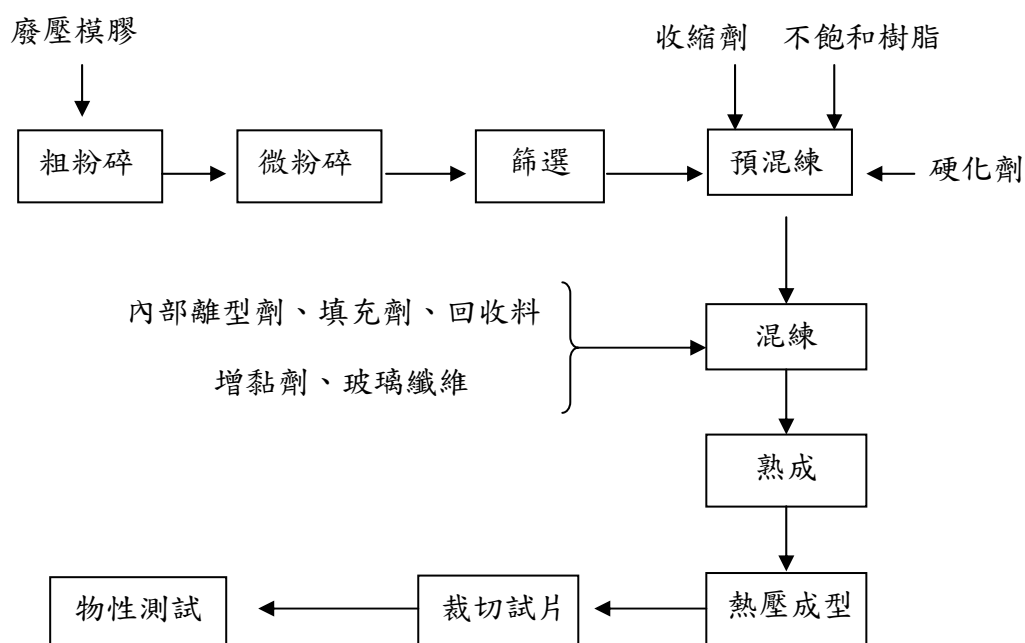 廢壓模膠
收縮劑 不飽和樹脂
粗粉碎 微粉碎 篩選 預混練 硬化劑
內部離型劑、填充劑、回收料
混練
增黏劑、玻璃纖維
熟成
物性測試 裁切試片 熱壓成型